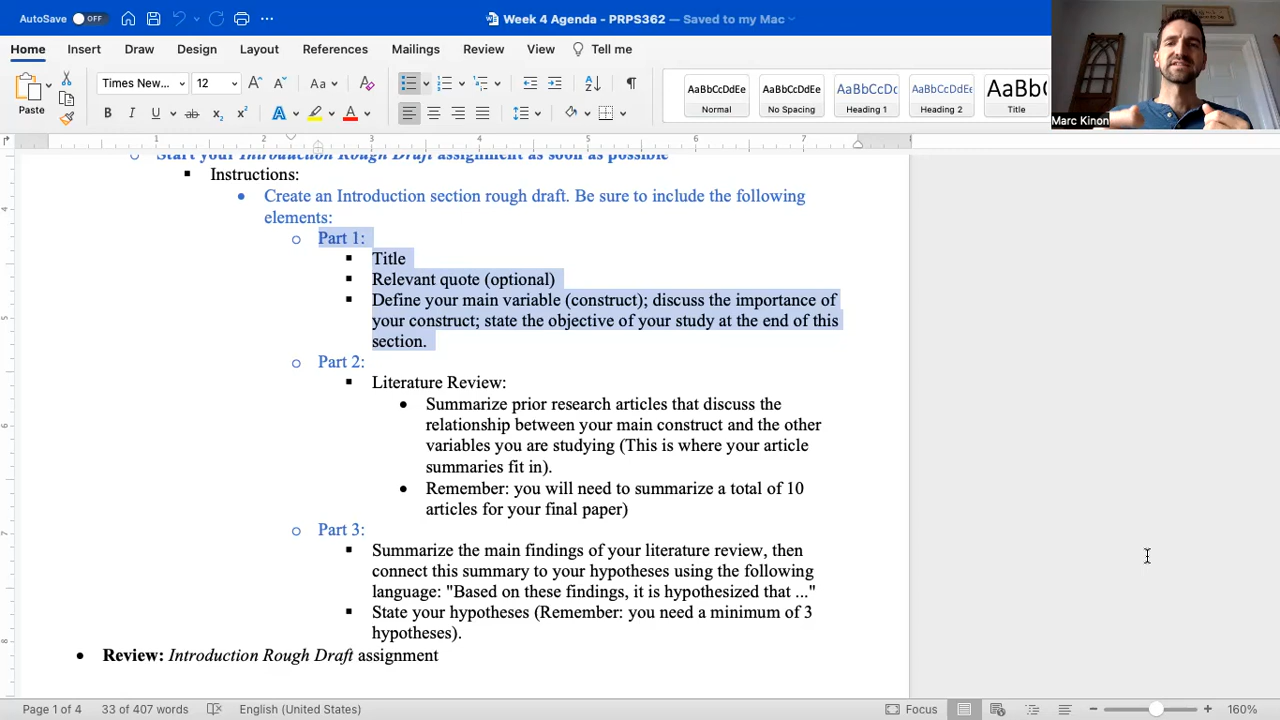 AutoSave OFF Week 4 Agenda - PRPS362 — Saved to my Mac
Home Insert Draw Design Layout References Mailings Review View Tell me
Paste Times New... 12 Aa AaBbCcDdEe Normal AaBbCcDdEe No Spacing AaBbCcDc Heading 1 AaBbCcDdEe Heading 2 AaBbC Title
Marc Kinon
1 2 3 4 5 6 7
Start your Introduction Rough Draft assignment as soon as possible
Instructions:
Create an Introduction section rough draft. Be sure to include the following
elements:
Part 1:
Title
Relevant quote (optional)
Define your main variable (construct); discuss the importance of
your construct; state the objective of your study at the end of this
section.
Part 2:
Literature Review:
Summarize prior research articles that discuss the
relationship between your main construct and the other
variables you are studying (This is where your article
summaries fit in).
Remember: you will need to summarize a total of 10
articles for your final paper)
Part 3:
Summarize the main findings of your literature review, then
connect this summary to your hypotheses using the following
language: "Based on these findings, it is hypothesized that ..."
State your hypotheses (Remember: you need a minimum of 3
hypotheses).
Review: Introduction Rough Draft assignment
Page 1 of 4 33 of 407 words English (United States) Focus 160%